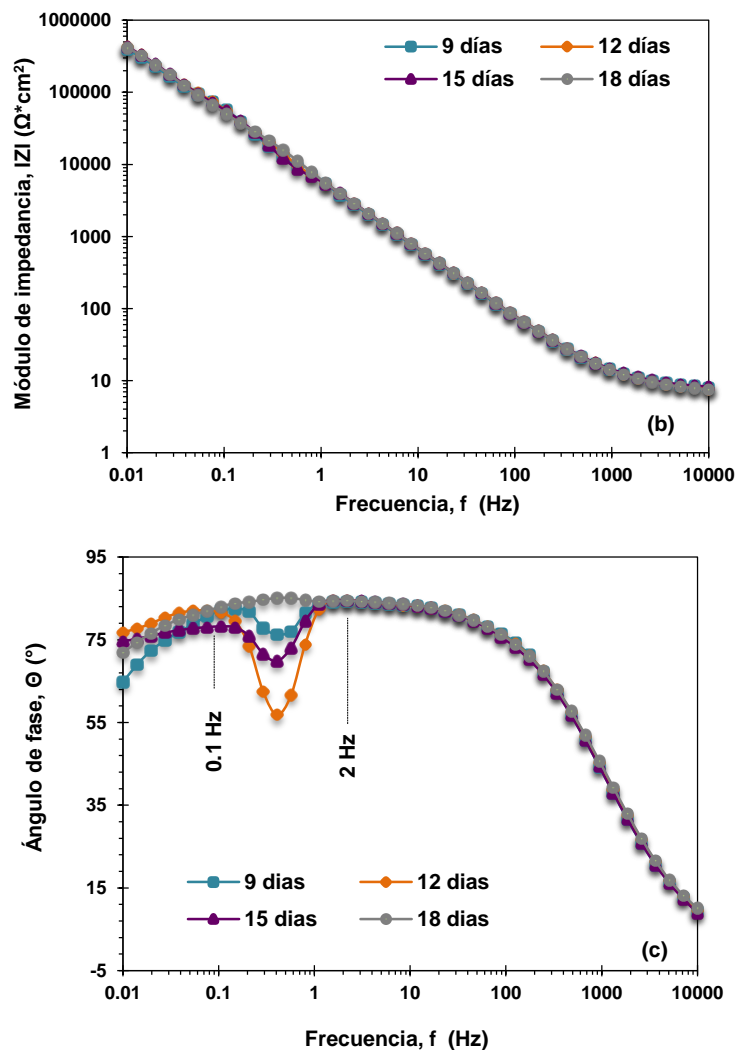 Módulo de impedancia, IZI (Ω*cm²)
1000000
100000
10000
1000
100
10
1
9 días
12 días
15 días
18 días
(b)
0.01 0.1 1 10 100 1000 10000
Frecuencia, f (Hz)
Ángulo de fase, Θ (°)
95
75
55
35
15
-5
0.1 Hz
2 Hz
9 dias
12 dias
15 dias
18 dias
(c)
0.01 0.1 1 10 100 1000 10000
Frecuencia, f (Hz)